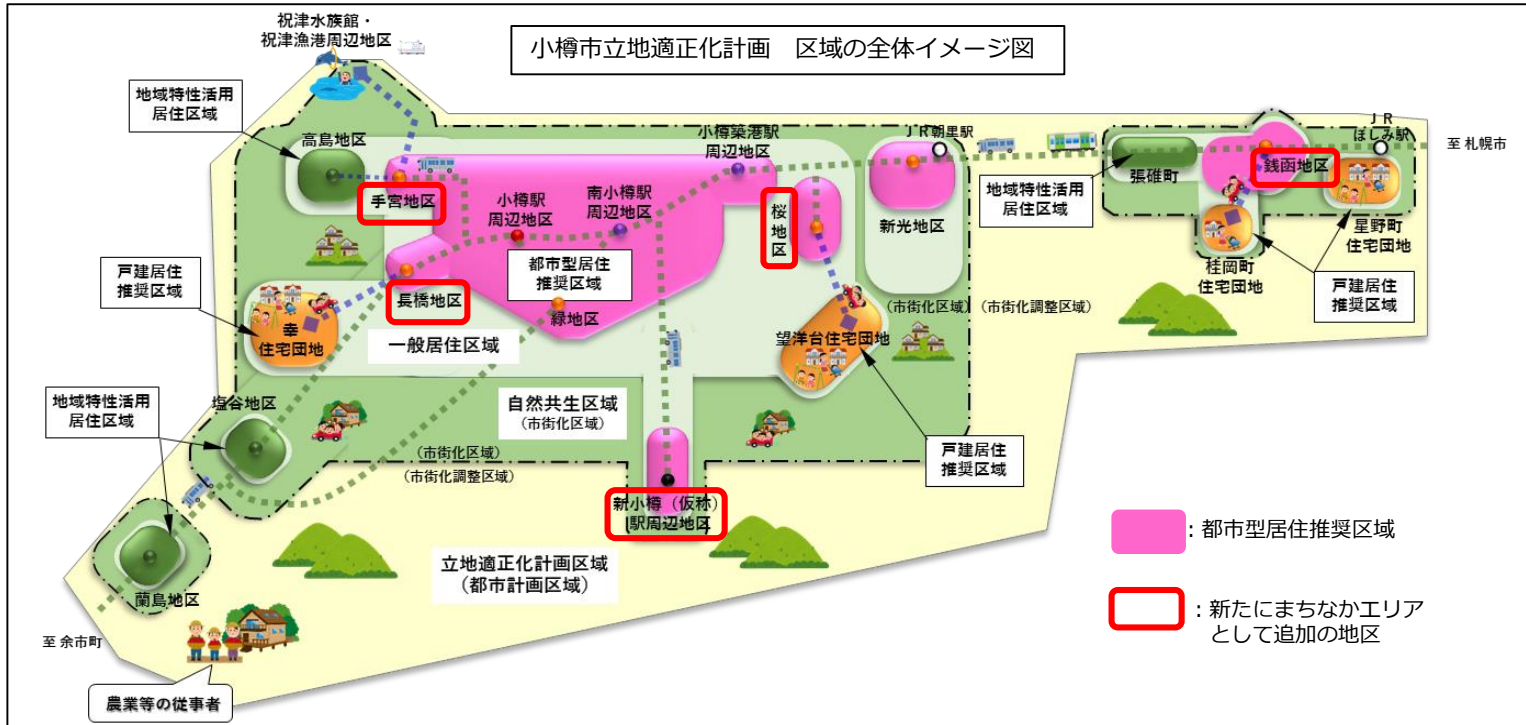 小樽市立地適正化計画 区域の全体イメージ図
祝津水族館・
祝津漁港周辺地区
地域特性活用
居住区域
高島地区
手宮地区
小樽駅
周辺地区
南小樽駅
周辺地区
小樽築港駅
周辺地区
ＪＲ朝里駅
桜
地
区
新光地区
地域特性活用
居住区域
張碓町
銭函地区
ＪＲ
ほしみ駅
至 札幌市
星野町
住宅団地
桂岡町
住宅団地
戸建居住
推奨区域
戸建居住
推奨区域
幸
住宅団地
長橋地区
都市型居住
推奨区域
緑地区
一般居住区域
(市街化区域)
(市街化調整区域)
望洋台住宅団地
戸建居住
推奨区域
地域特性活用
居住区域
塩谷地区
自然共生区域
(市街化区域)
(市街化区域)
(市街化調整区域)
新小樽（仮称）
駅周辺地区
立地適正化計画区域
（都市計画区域）
蘭島地区
至 余市町
農業等の従事者
：都市型居住推奨区域
：新たにまちなかエリア
として追加の地区